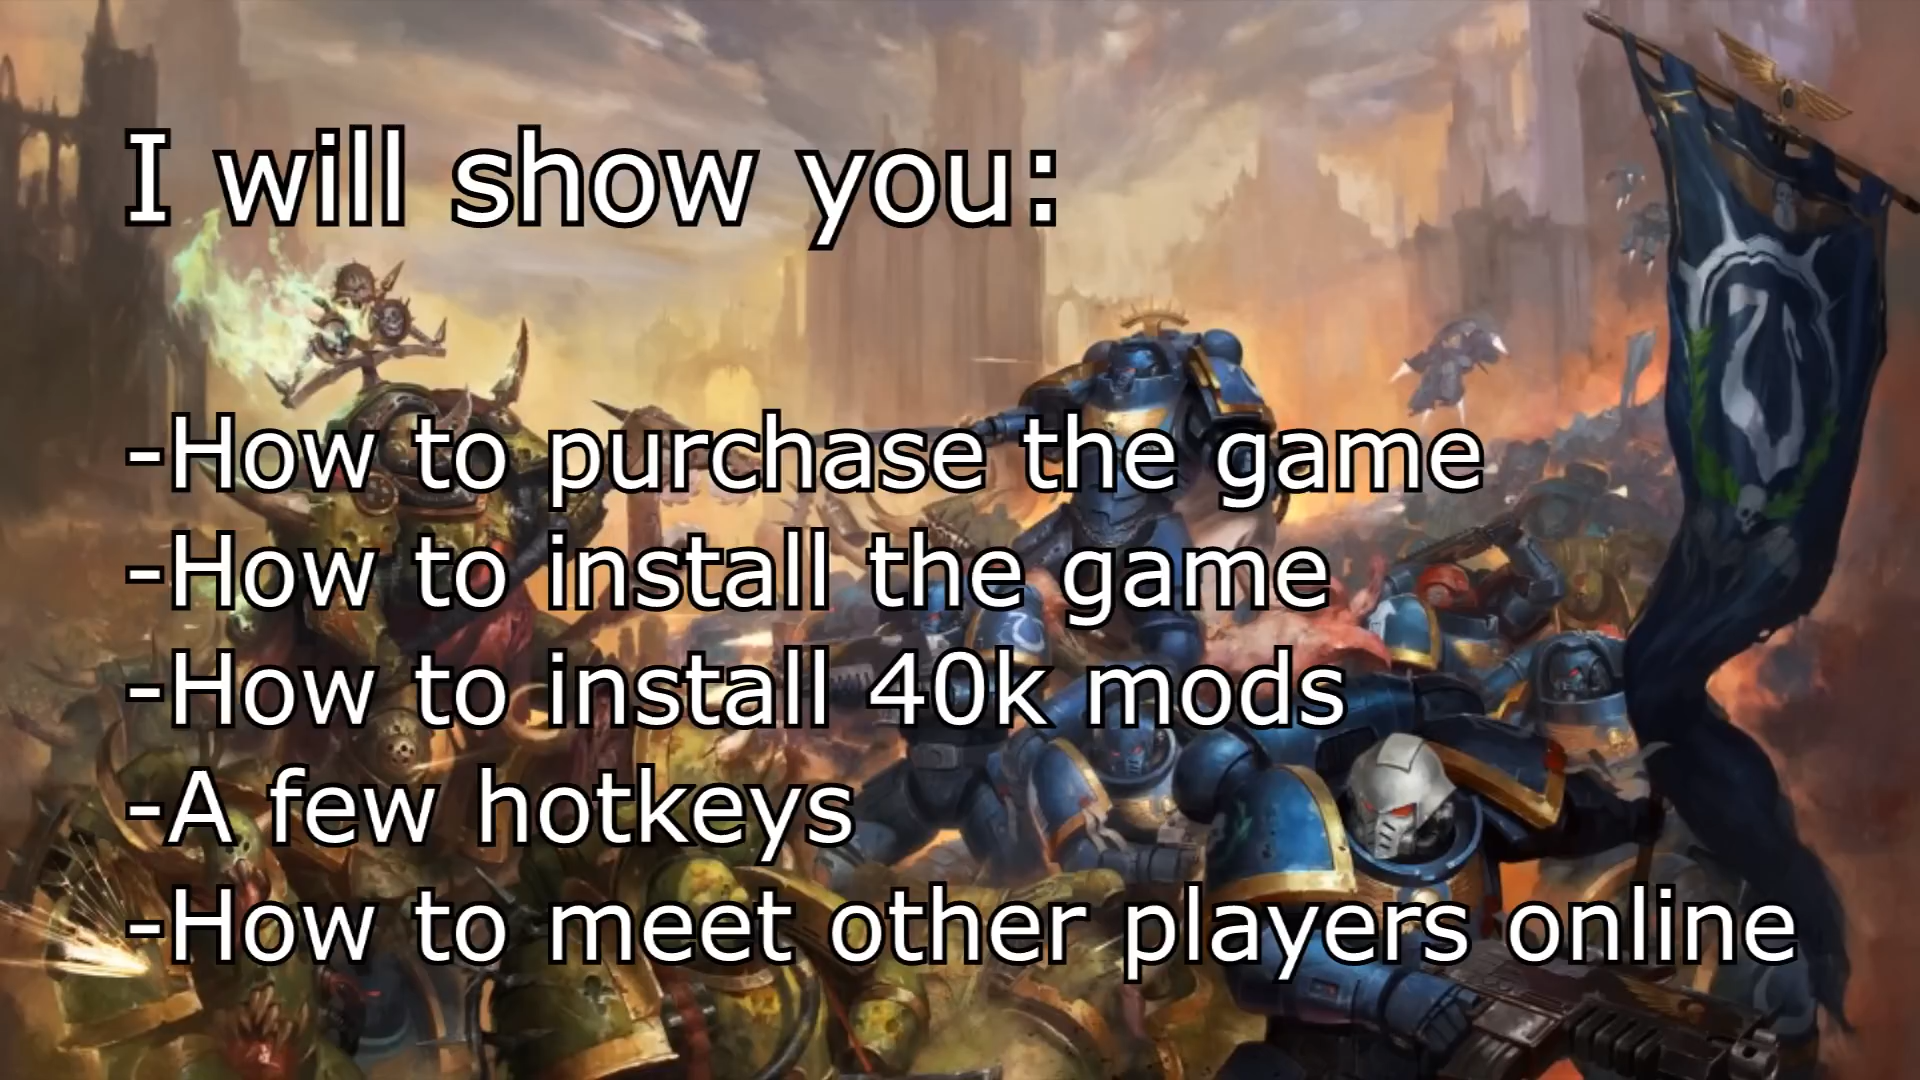 I will show you:
-How to purchase the game
-How to install the game
-How to install 40k mods
-A few hotkeys
-How to meet other players online